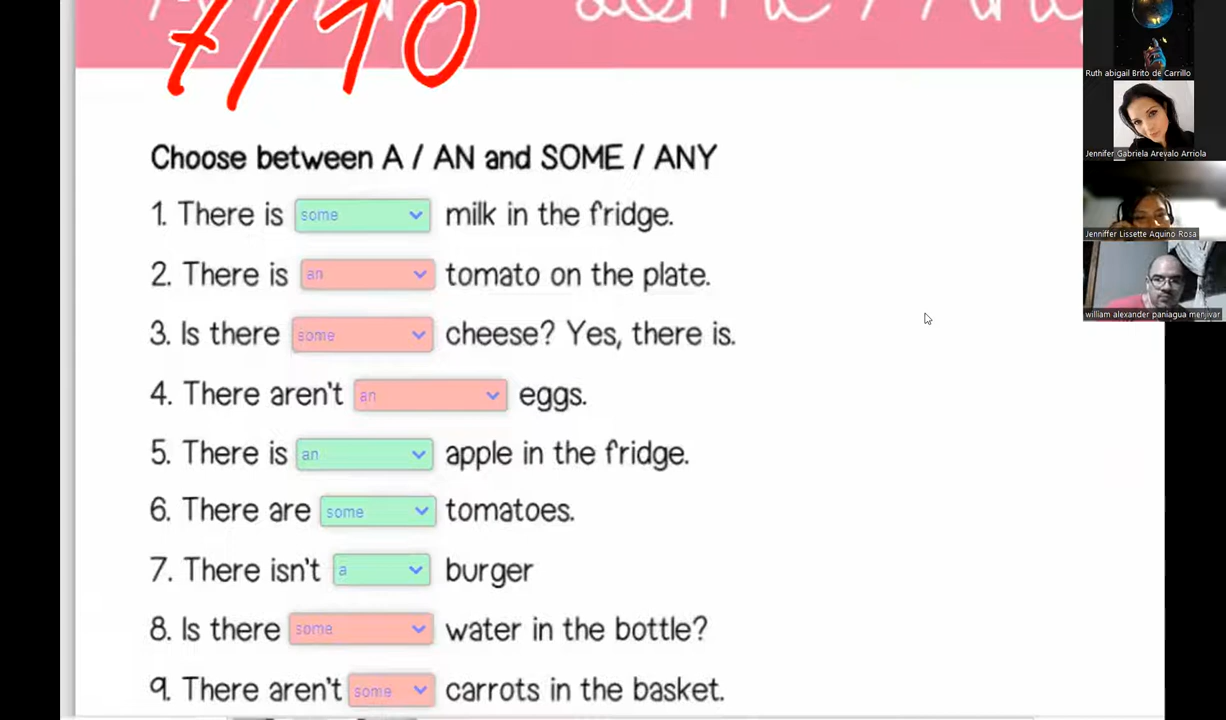 7/10
Ruth abigail Brito de Carrillo
Jennifer Gabriela Arevalo Arriola
Jenniffer Lissette Aquino Rosa
william alexander paniagua menjivar
Choose between A / AN and SOME / ANY
1. There is some milk in the fridge.
2. There is an tomato on the plate.
3. Is there some cheese? Yes, there is.
4. There aren't an eggs.
5. There is an apple in the fridge.
6. There are some tomatoes.
7. There isn't a burger
8. Is there some water in the bottle?
9. There aren't some carrots in the basket.